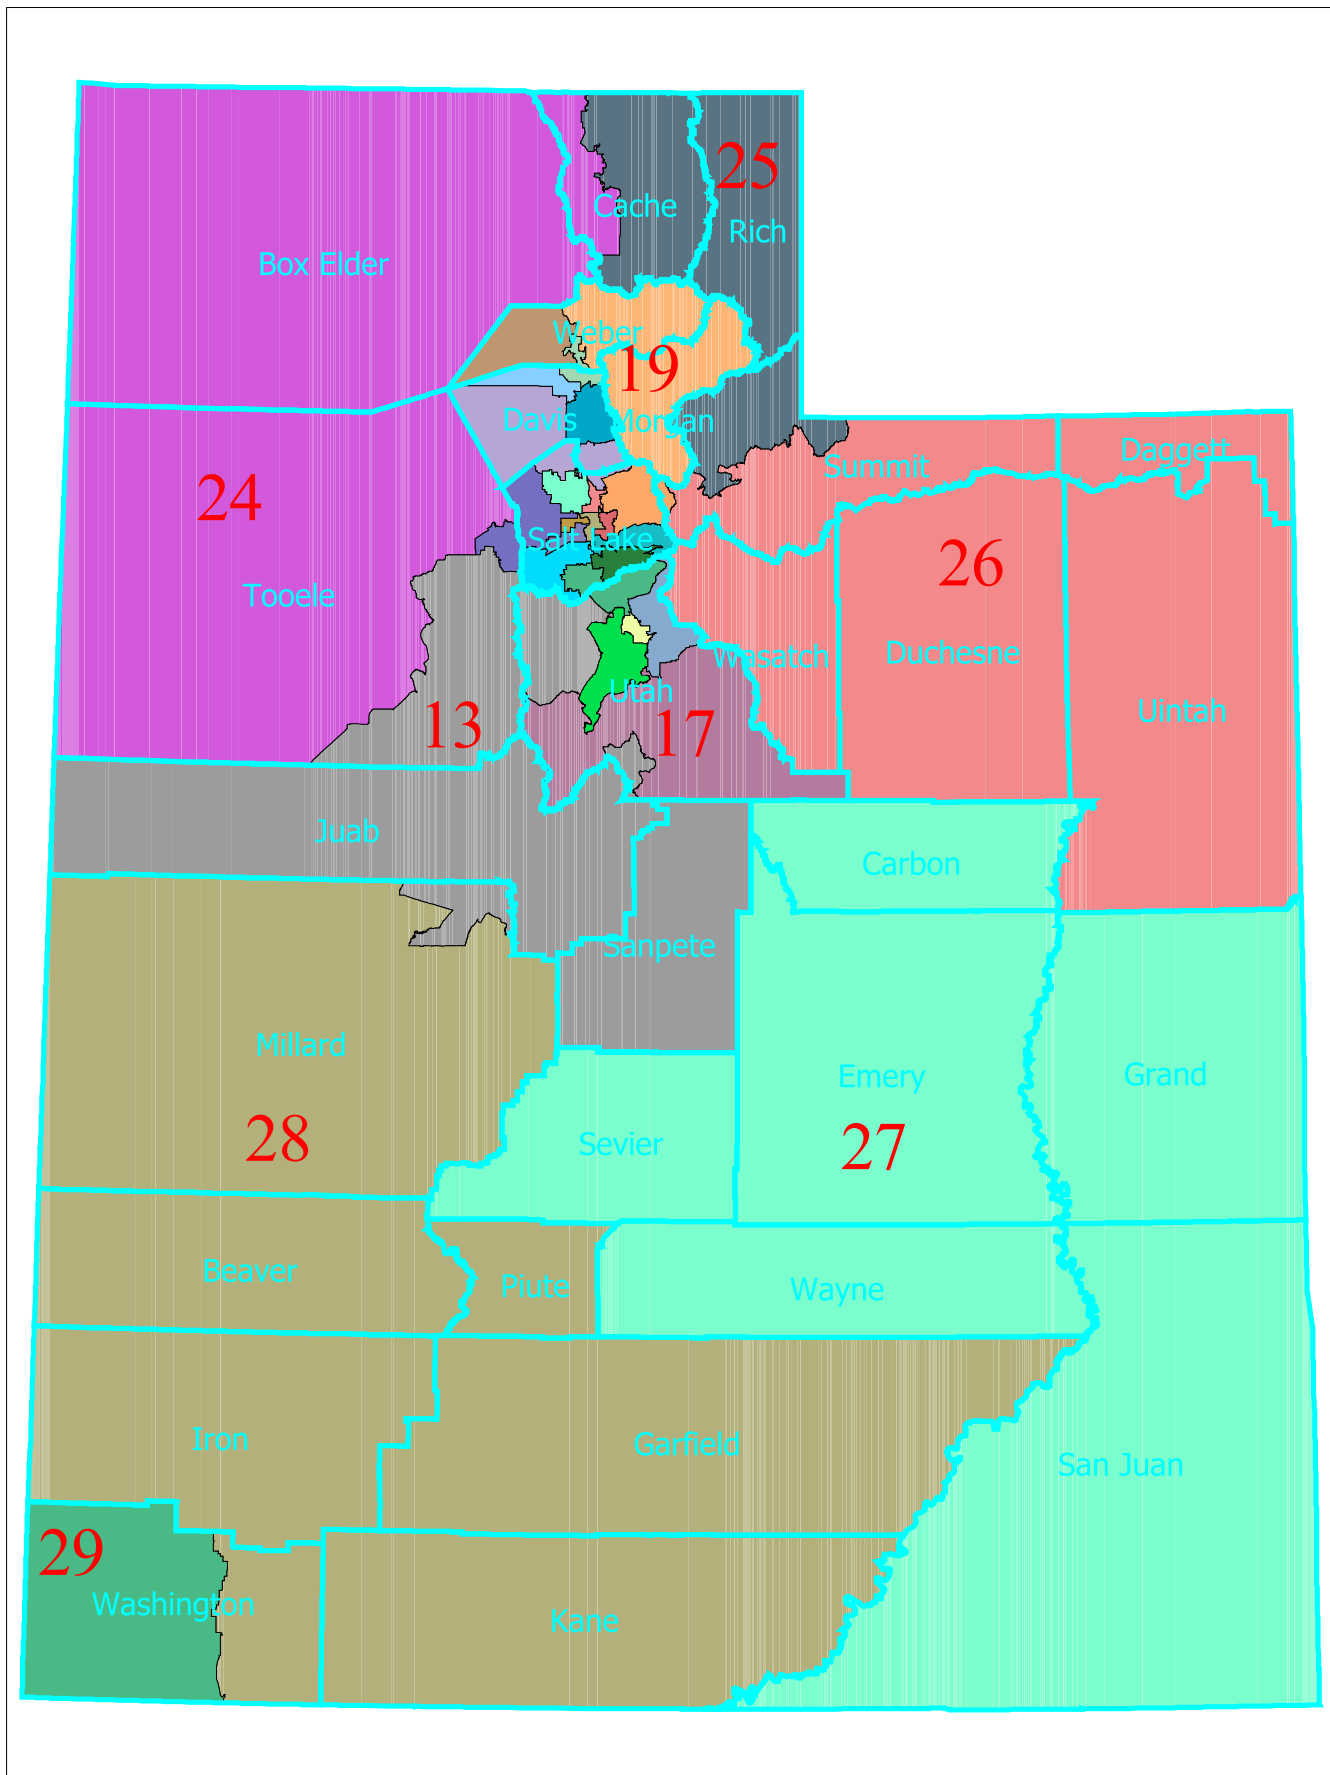 25
Cache
Rich
Box Elder
Weber
19
Davis
Morgan
Daggett
Summit
24
Salt Lake
26
Tooele
Duchesne
Wasatch
Utah
Uintah
13
17
Juab
Carbon
Sanpete
Millard
Emery
Grand
28
Sevier
27
Beaver
Piute
Wayne
Iron
Garfield
San Juan
29
Washington
Kane